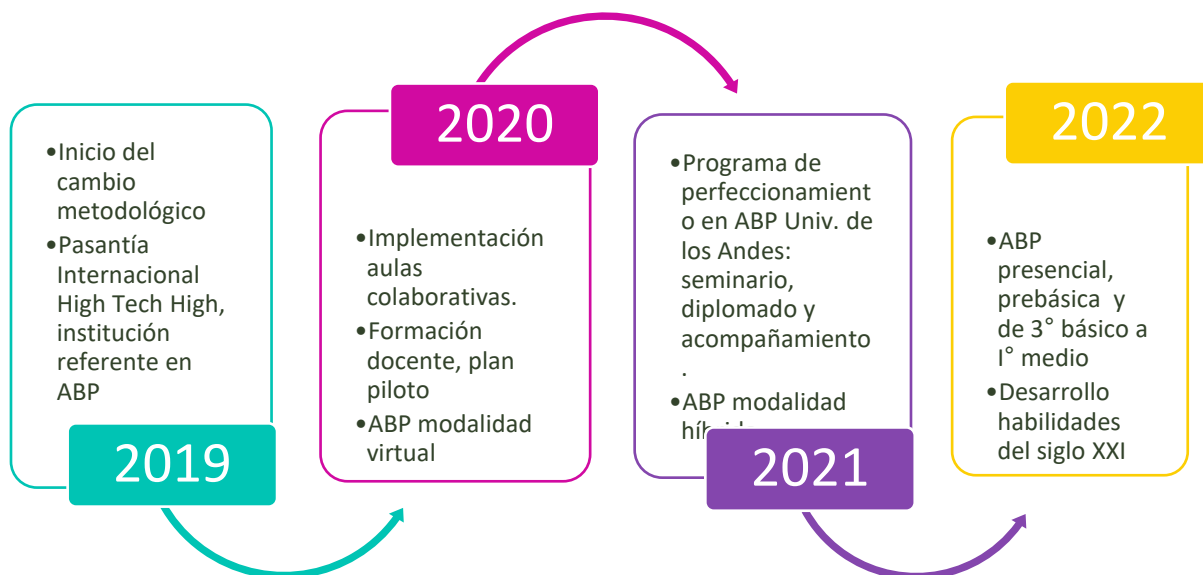 2019
•Inicio del
cambio
metodológico
•Pasantía
Internacional
High Tech High,
institución
referente en
ABP
2020
•Implementación
aulas
colaborativas.
•Formación
docente, plan
piloto
•ABP modalidad
virtual
2021
•Programa de
perfeccionamient
o en ABP Univ. de
los Andes:
seminario,
diplomado y
acompañamiento
.
•ABP modalidad
2022
•ABP
presencial,
prebásica y
de 3° básico a
I° medio
•Desarrollo
habilidades
del siglo XXI